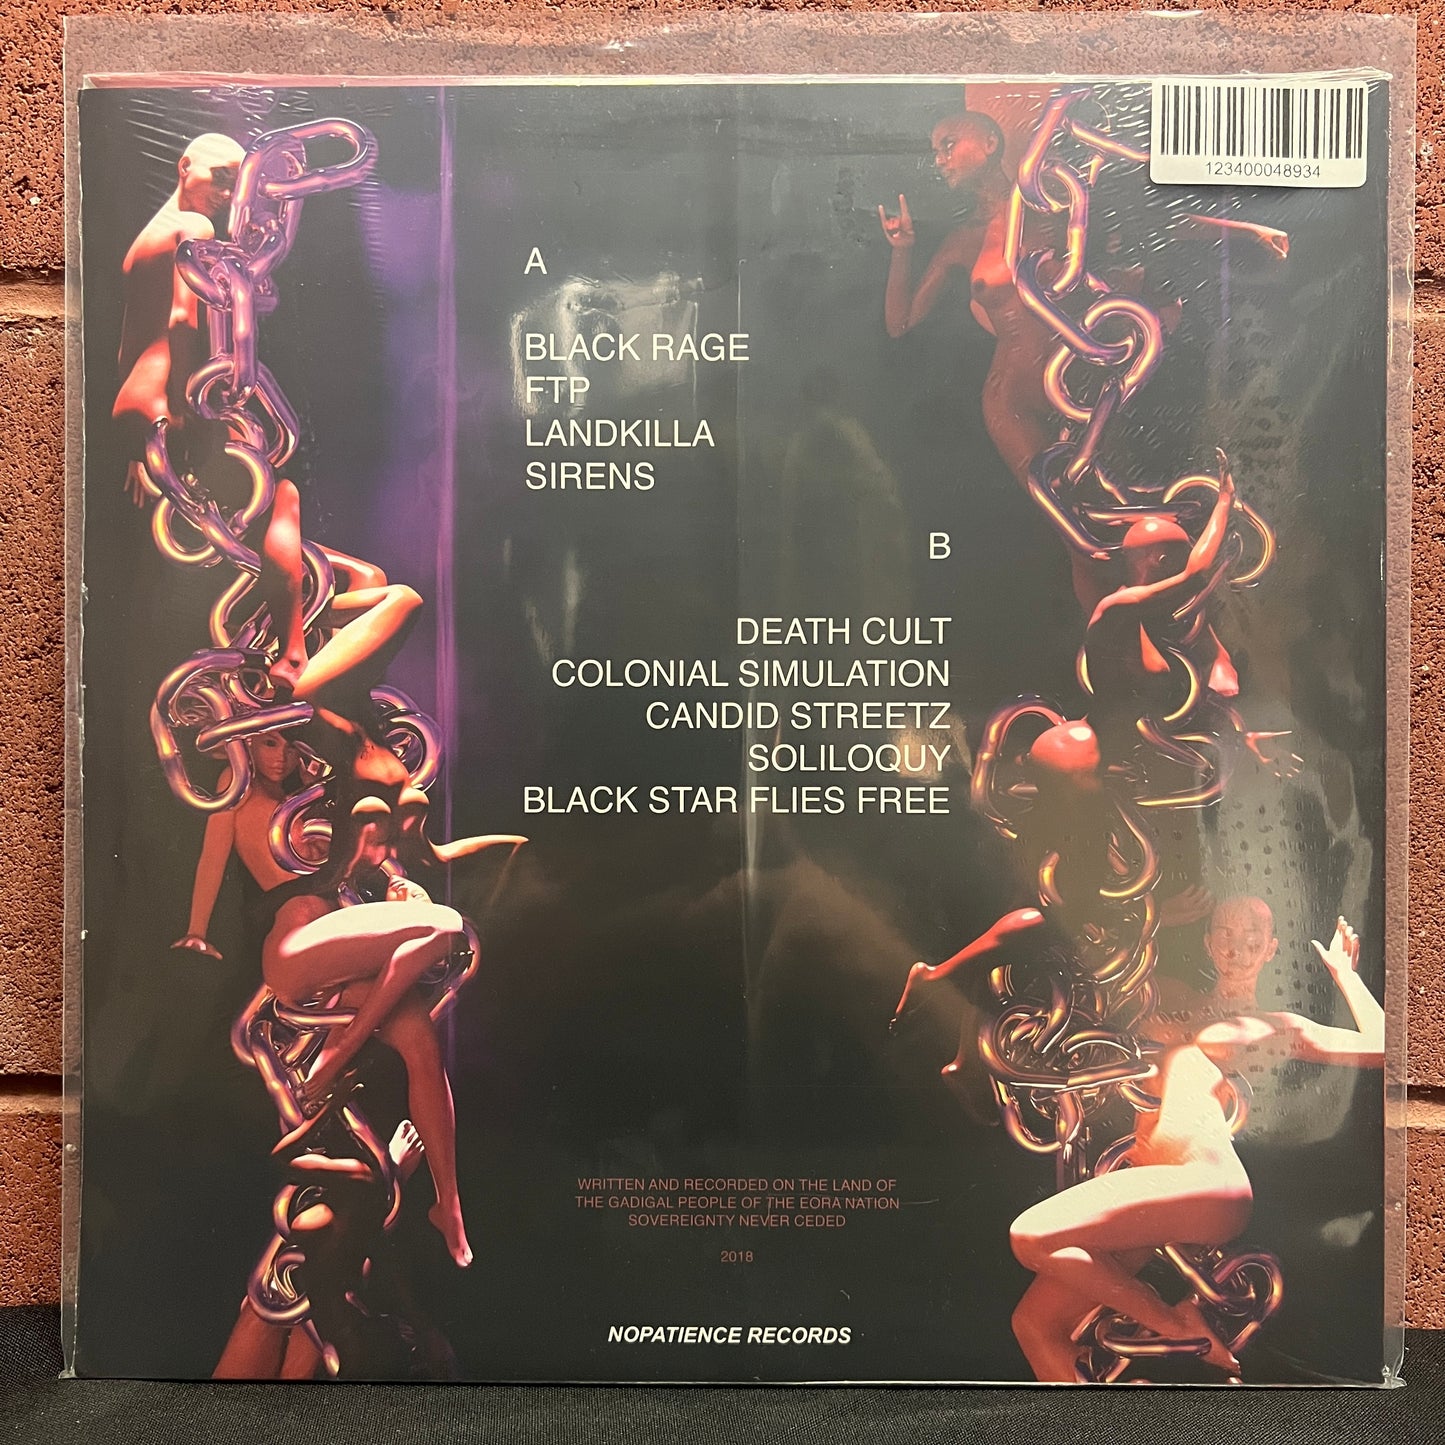 123400048934
A
BLACK RAGE
FTP
LANDKILLA
SIRENS
B
DEATH CULT
COLONIAL SIMULATION
CANDID STREETZ
SOLILOQUY
BLACK STAR FLIES FREE
WRITTEN AND RECORDED ON THE LAND OF
THE GADIGAL PEOPLE OF THE EORA NATION
SOVEREIGNTY NEVER CEDED
2018
NOPATIENCE RECORDS